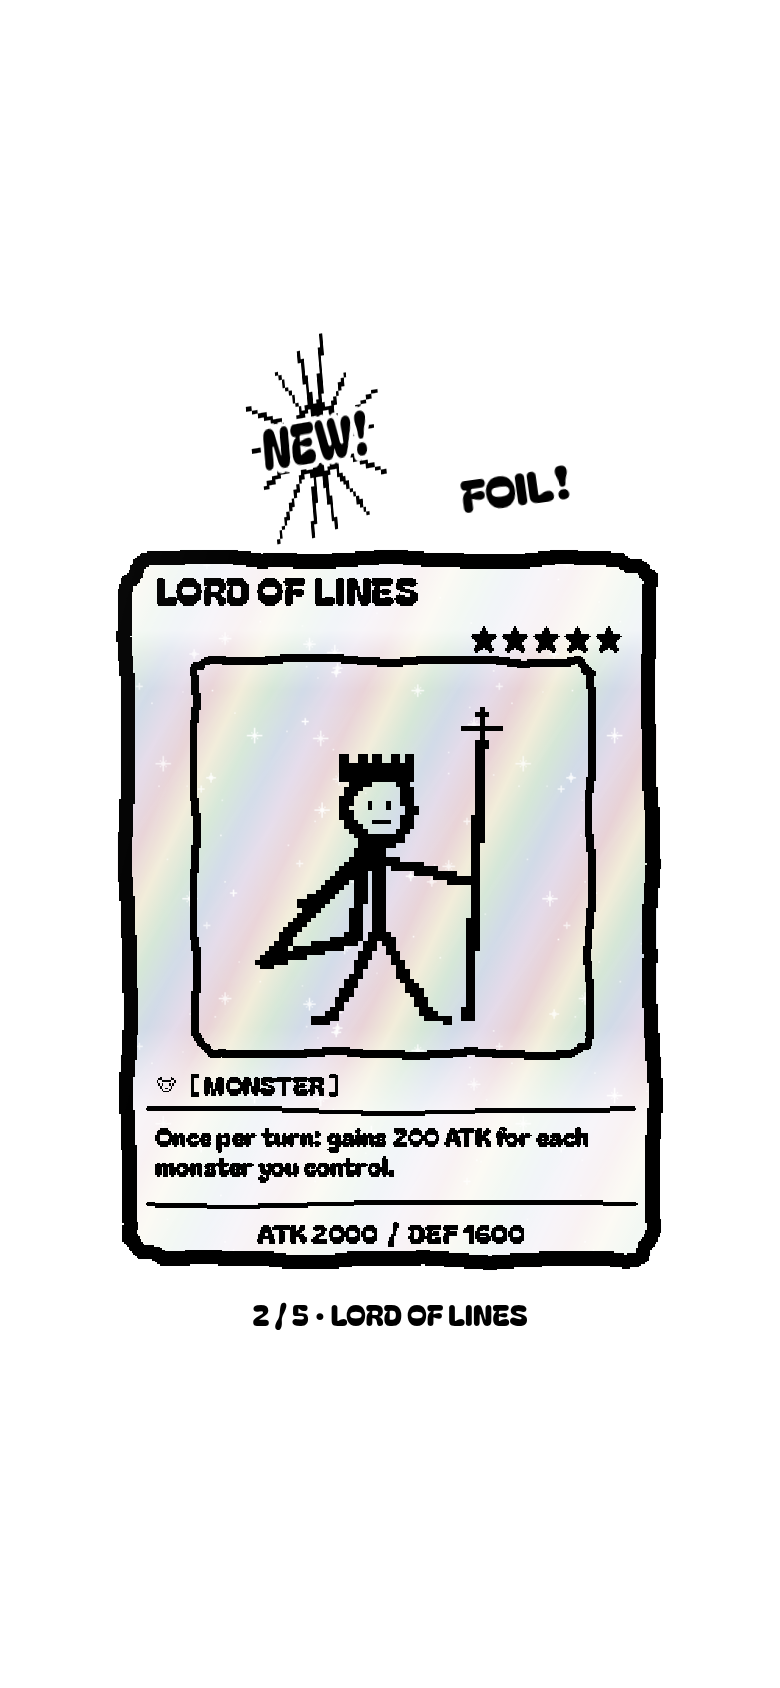 NEW!
FOIL!
LORD OF LINES
★★★★★
[MONSTER]
Once per turn: gains 200 ATK for each
monster you control.
ATK 2000 / DEF 1600
2 / 5 · LORD OF LINES